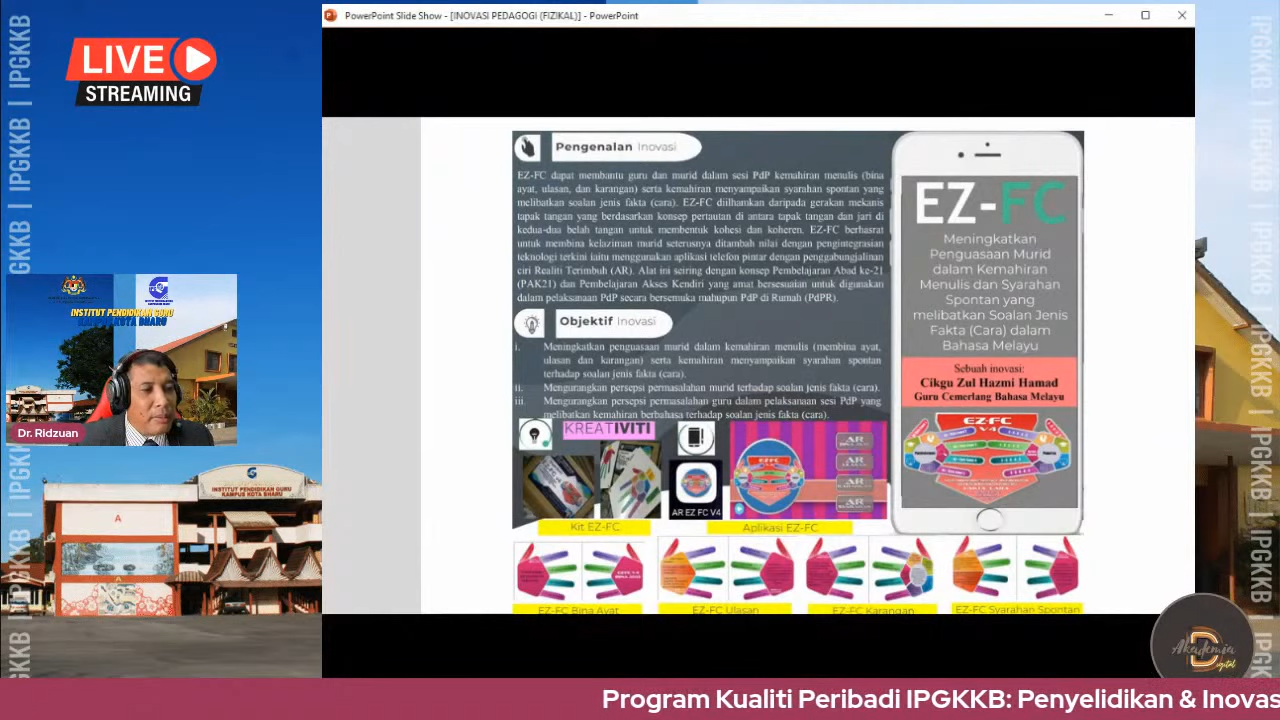 PowerPoint Slide Show - [INOVASI PEDAGOGI (FIZIKAL)] - PowerPoint
LIVE
STREAMING
IPGKKB | IPGKKB | IPGKKB | IPGKKB
Pengenalan Inovasi
EZ-FC dapat membantu guru dan murid dalam sesi PdP kemahiran menulis (bina
ayat, ulasan, dan karangan) serta kemahiran menyampaikan syarahan spontan yang
melibatkan soalan jenis fakta (cara). EZ-FC diilhamkan daripada gerakan mekanis
tapak tangan yang berdasarkan konsep pertautan di antara tapak tangan dan jari di
kedua-dua belah tangan untuk membentuk kohesi dan koheren. EZ-FC berhasrat
untuk membina kelaziman murid seterusnya ditambah nilai dengan pengintegrasian
teknologi terkini iaitu menggunakan aplikasi telefon pintar dengan penggabungjalinan
ciri Realiti Terimbuh (AR). Alat ini seiring dengan konsep Pembelajaran Abad ke-21
(PAK21) dan Pembelajaran Akses Kendiri yang amat bersesuaian untuk digunakan
dalam pelaksanaan PdP secara bersemuka mahupun PdP di Rumah (PdPR).
Objektif Inovasi
i. Meningkatkan penguasaan murid dalam kemahiran menulis (membina ayat,
ulasan dan karangan) serta kemahiran menyampaikan syarahan spontan
terhadap soalan jenis fakta (cara).
ii. Mengurangkan persepsi permasalahan murid terhadap soalan jenis fakta (cara).
iii. Mengurangkan persepsi permasalahan guru dalam pelaksanaan sesi PdP yang
melibatkan kemahiran berbahasa terhadap soalan jenis fakta (cara).
KREATIVITI
AR EZ FC V4
Kit EZ-FC
Aplikasi EZ-FC
EZ-FC Bina Ayat
EZ-FC Ulasan
EZ-FC Karangan
EZ-FC Syarahan Spontan
EZ-FC
Meningkatkan
Penguasaan Murid
dalam Kemahiran
Menulis dan Syarahan
Spontan yang
melibatkan Soalan Jenis
Fakta (Cara) dalam
Bahasa Melayu
Sebuah inovasi:
Cikgu Zul Hazmi Hamad
Guru Cemerlang Bahasa Melayu
EZ-FC
V4
INSTITUT PENDIDIKAN GURU
KAMPUS KOTA BHARU
Dr. Ridzuan
INSTITUT PENDIDIKAN GURU
KAMPUS KOTA BHARU
A
Akademia
Digital
Program Kualiti Peribadi IPGKKB: Penyelidikan & Inovas